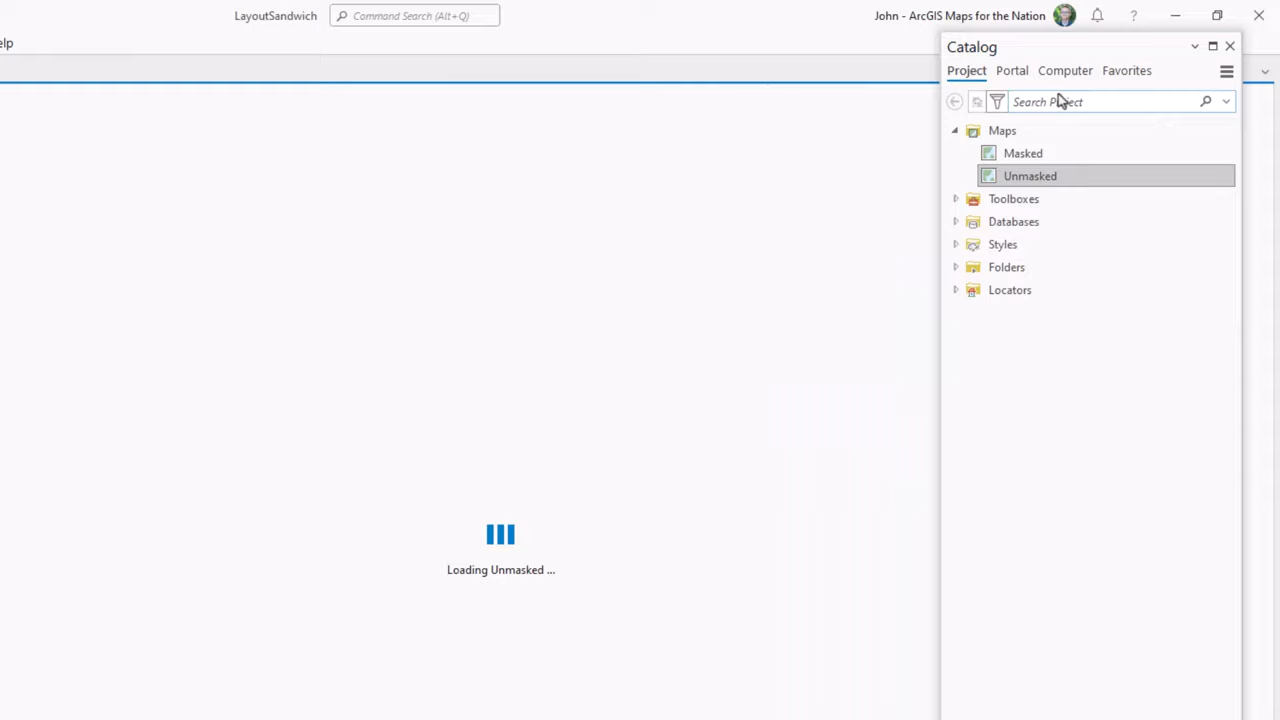 LayoutSandwich
Command Search (Alt+Q)
John - ArcGIS Maps for the Nation
?
elp
Catalog
Project Portal Computer Favorites
Search Project
Maps
Masked
Unmasked
Toolboxes
Databases
Styles
Folders
Locators
Loading Unmasked ...